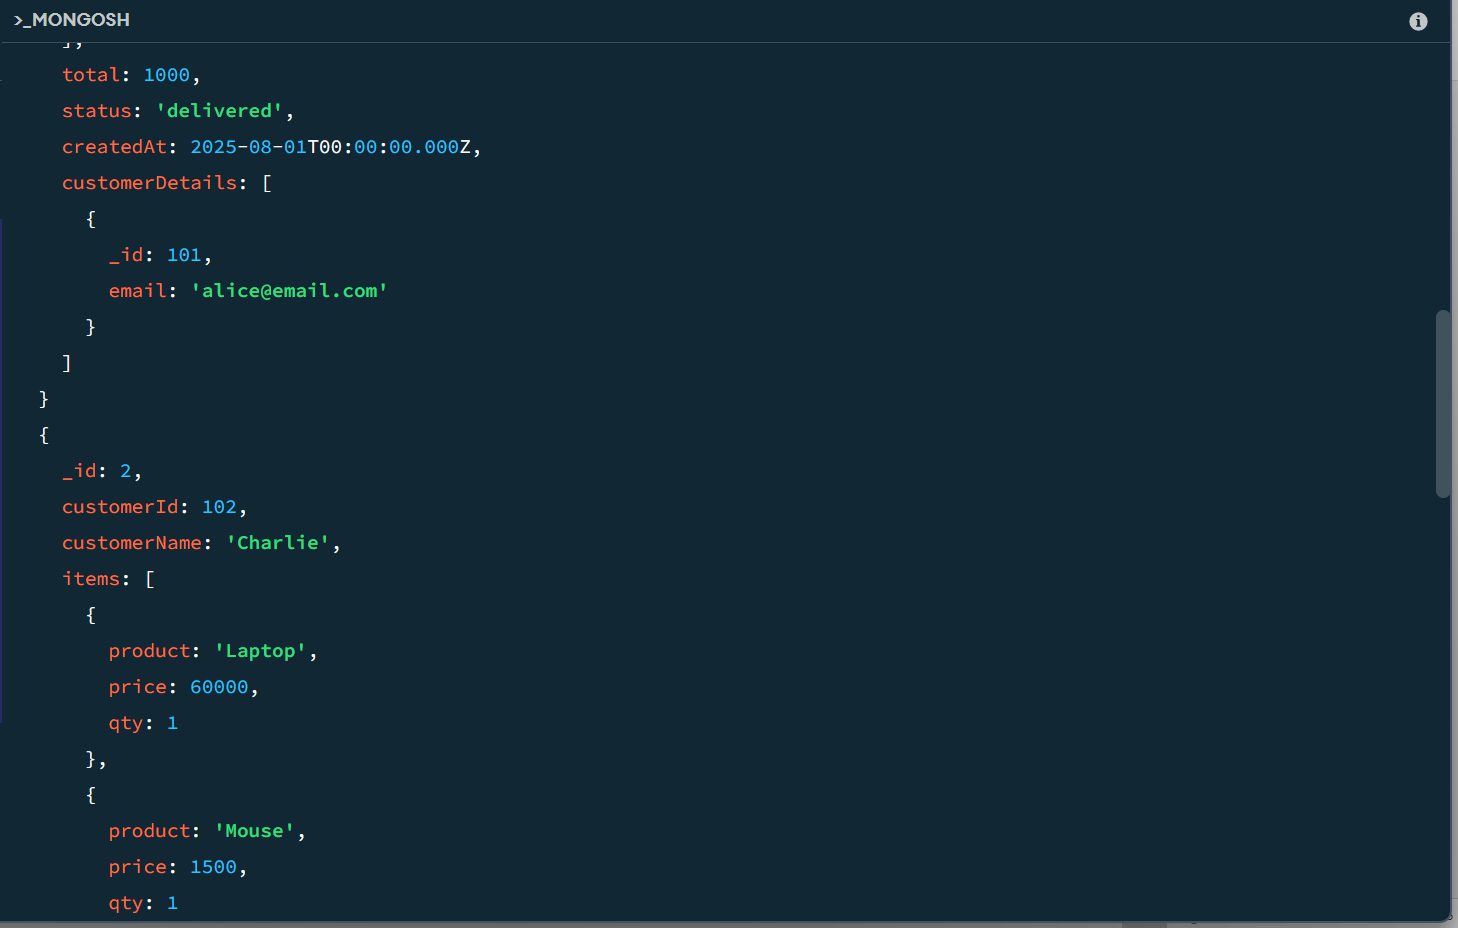 >_MONGOSH
],
total: 1000,
status: 'delivered',
createdAt: 2025-08-01T00:00:00.000Z,
customerDetails: [
{
_id: 101,
email: 'alice@email.com'
}
]
}
{
_id: 2,
customerId: 102,
customerName: 'Charlie',
items: [
{
product: 'Laptop',
price: 60000,
qty: 1
},
{
product: 'Mouse',
price: 1500,
qty: 1